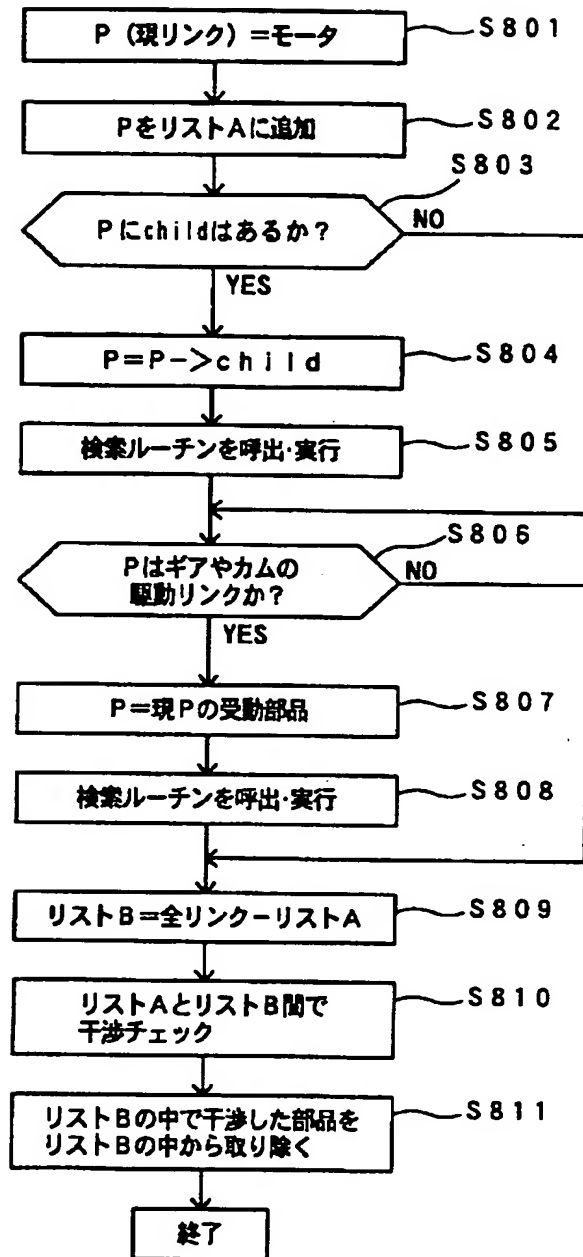 P（現リンク）＝モータ
S801
PをリストAに追加
S802
S803
Pにchildはあるか？
NO
YES
P＝P－＞child
S804
検索ルーチンを呼出・実行
S805
S806
Pはギアやカムの
駆動リンクか？
NO
YES
P＝現Pの受動部品
S807
検索ルーチンを呼出・実行
S808
リストB＝全リンクーリストA
S809
リストAとリストB間で
干渉チェック
S810
リストBの中で干渉した部品を
リストBの中から取り除く
S811
終了